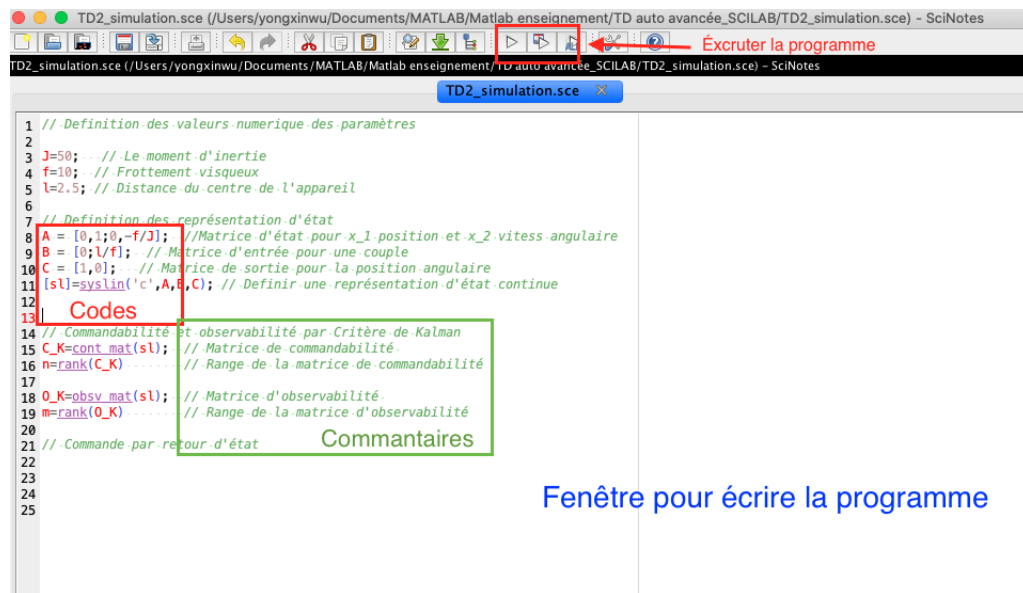 TD2_simulation.sce (/Users/yongxinwu/Documents/MATLAB/Matlab enseignement/TD auto avancée_SCILAB/TD2_simulation.sce) - SciNotes
Éxcruter la programme
TD2_simulation.sce (/Users/yongxinwu/Documents/MATLAB/Matlab enseignement/TD auto avancée_SCILAB/TD2_simulation.sce) - SciNotes
TD2_simulation.sce
1 // Definition des valeurs numerique des paramètres
2
3 J=50; // Le moment d'inertie
4 f=10; // Frottement visqueux
5 l=2.5; // Distance du centre de l'appareil
6
7 // Definition des représentation d'état
8 A = [0,1;0,-f/J]; //Matrice d'état pour x_1 position et x_2 vitess angulaire
9 B = [0;l/f]; // Matrice d'entrée pour une couple
10 C = [1,0]; // Matrice de sortie pour la position angulaire
11 [sl]=syslin('c',A,B,C); // Definir une représentation d'état continue
12
Codes
13
14 // Commandabilité et observabilité par Critère de Kalman
15 C_K=cont_mat(sl); // Matrice de commandabilité
16 n=rank(C_K) // Range de la matrice de commandabilité
17
18 O_K=obsv_mat(sl); // Matrice d'observabilité
19 m=rank(O_K) // Range de la matrice d'observabilité
20
Commantaires
21 // Commande par retour d'état
22
23
24
Fenêtre pour écrire la programme
25